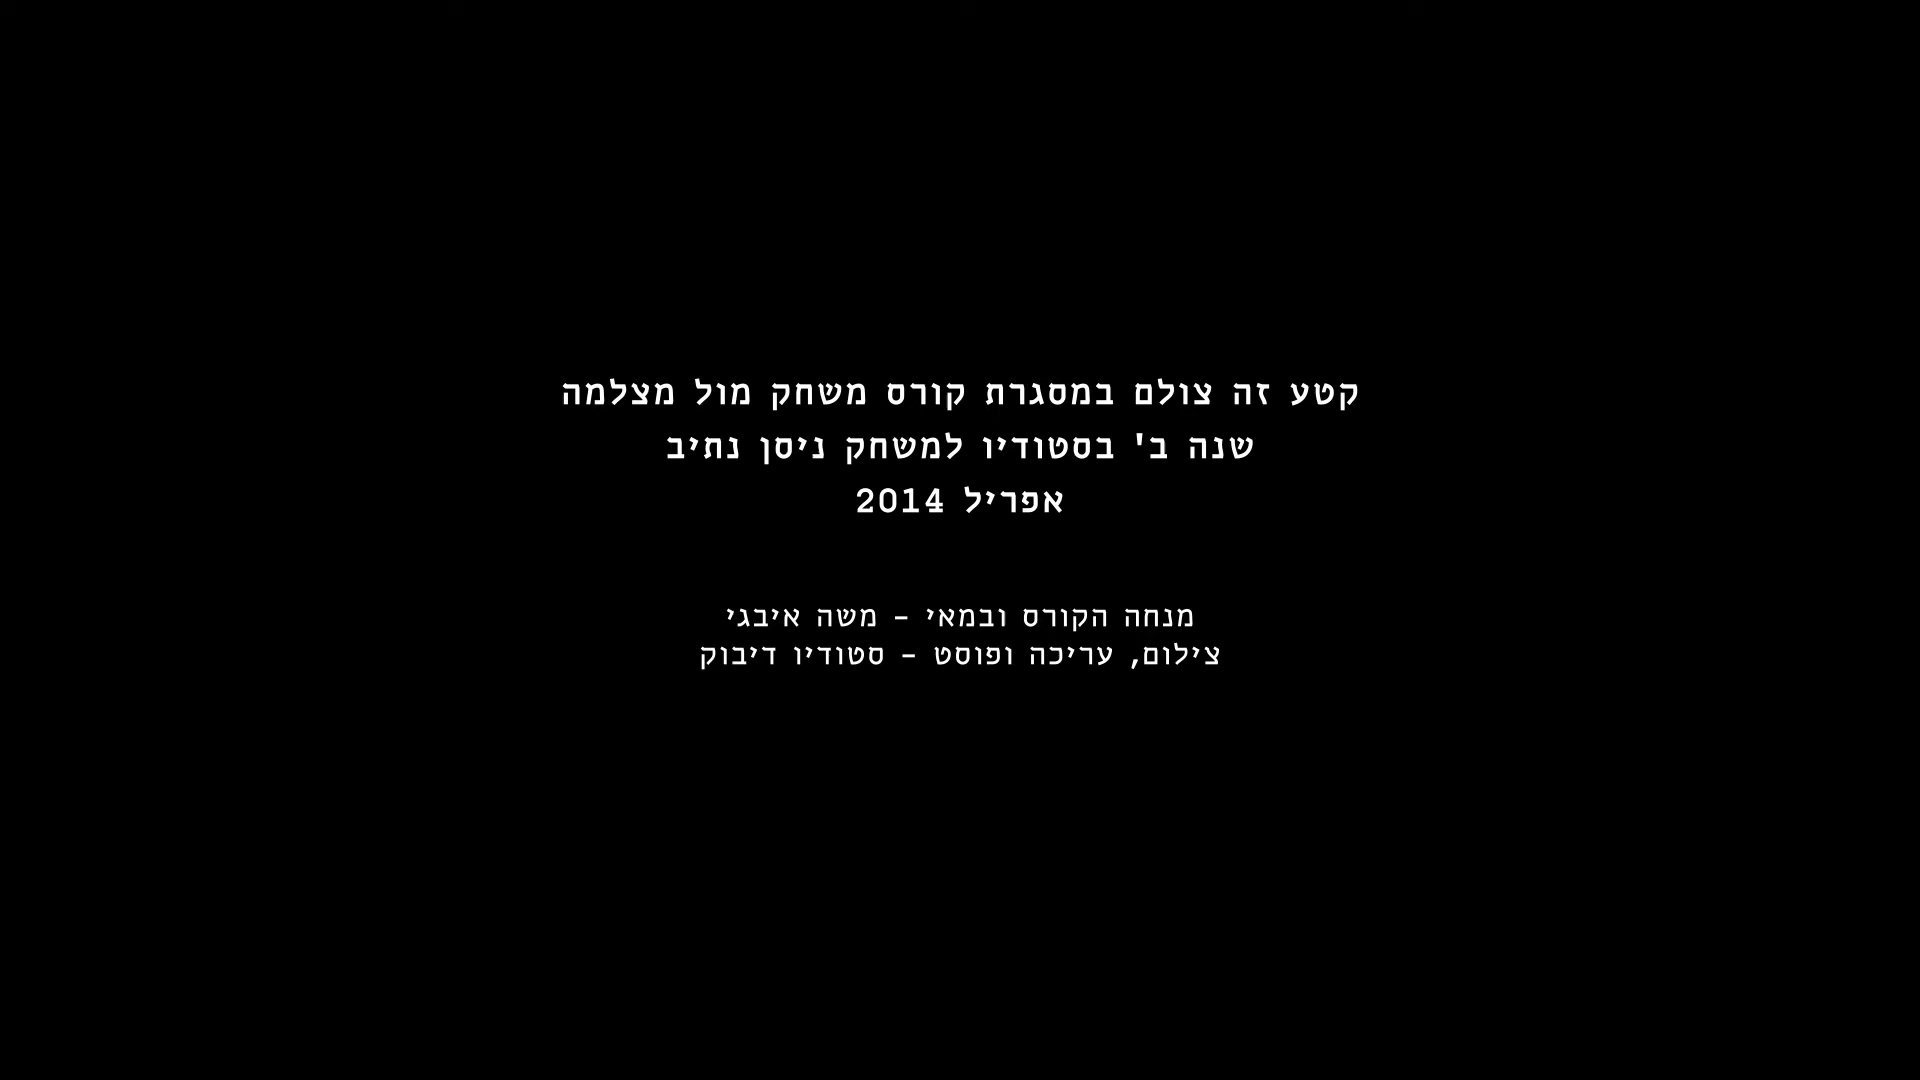 קטע זה צולם במסגרת קורס משחק מול מצלמה
שנה ב' בסטודיו למשחק ניסן נתיב
אפריל 2014
מנחה הקורס ובמאי - משה איבגי
צילום, עריכה ופוסט - סטודיו דיבוק